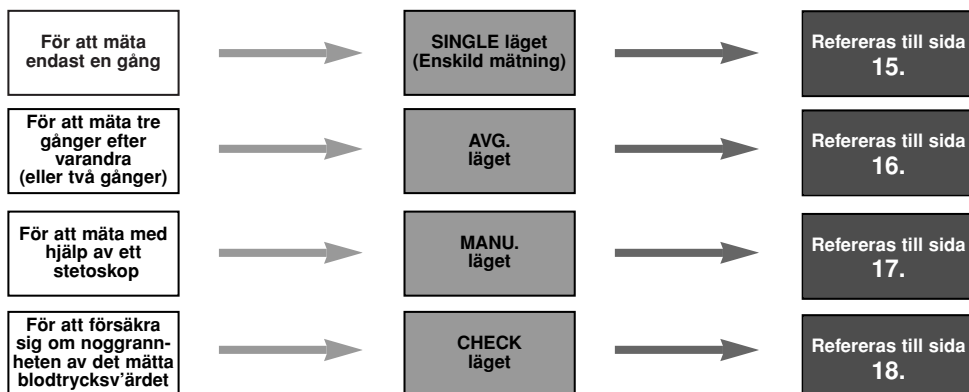 För att mäta
endast en gång
SINGLE läget
(Enskild mätning)
Refereras till sida
15.
För att mäta tre
gånger efter
varandra
(eller två gånger)
AVG.
läget
Refereras till sida
16.
För att mäta med
hjälp av ett
stetoskop
MANU.
läget
Refereras till sida
17.
För att försäkra
sig om noggrann-
heten av det mätta
blodtrycksv'ärdet
CHECK
läget
Refereras till sida
18.